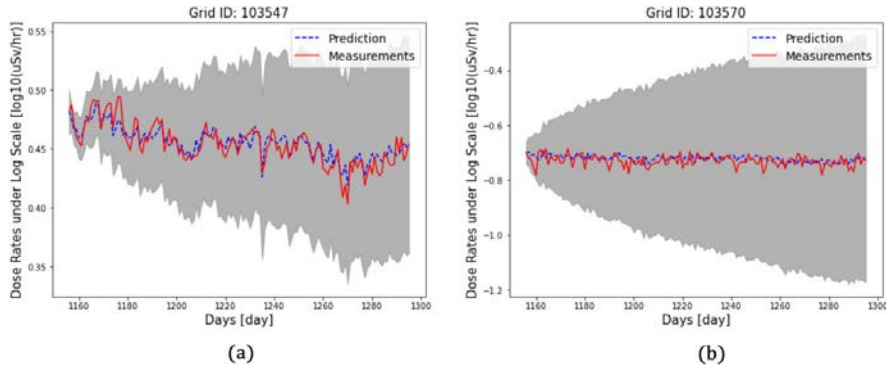 Grid ID: 103547
Dose Rates under Log Scale [log10(uSv/hr)]
0.55
0.50
0.45
0.40
0.35
Prediction
Measurements
1160 1180 1200 1220 1240 1260 1280 1300
Days [day]
(a)
Grid ID: 103570
Dose Rates under Log Scale [log10(uSv/hr)]
−0.4
−0.6
−0.8
−1.0
−1.2
Prediction
Measurements
1160 1180 1200 1220 1240 1260 1280 1300
Days [day]
(b)